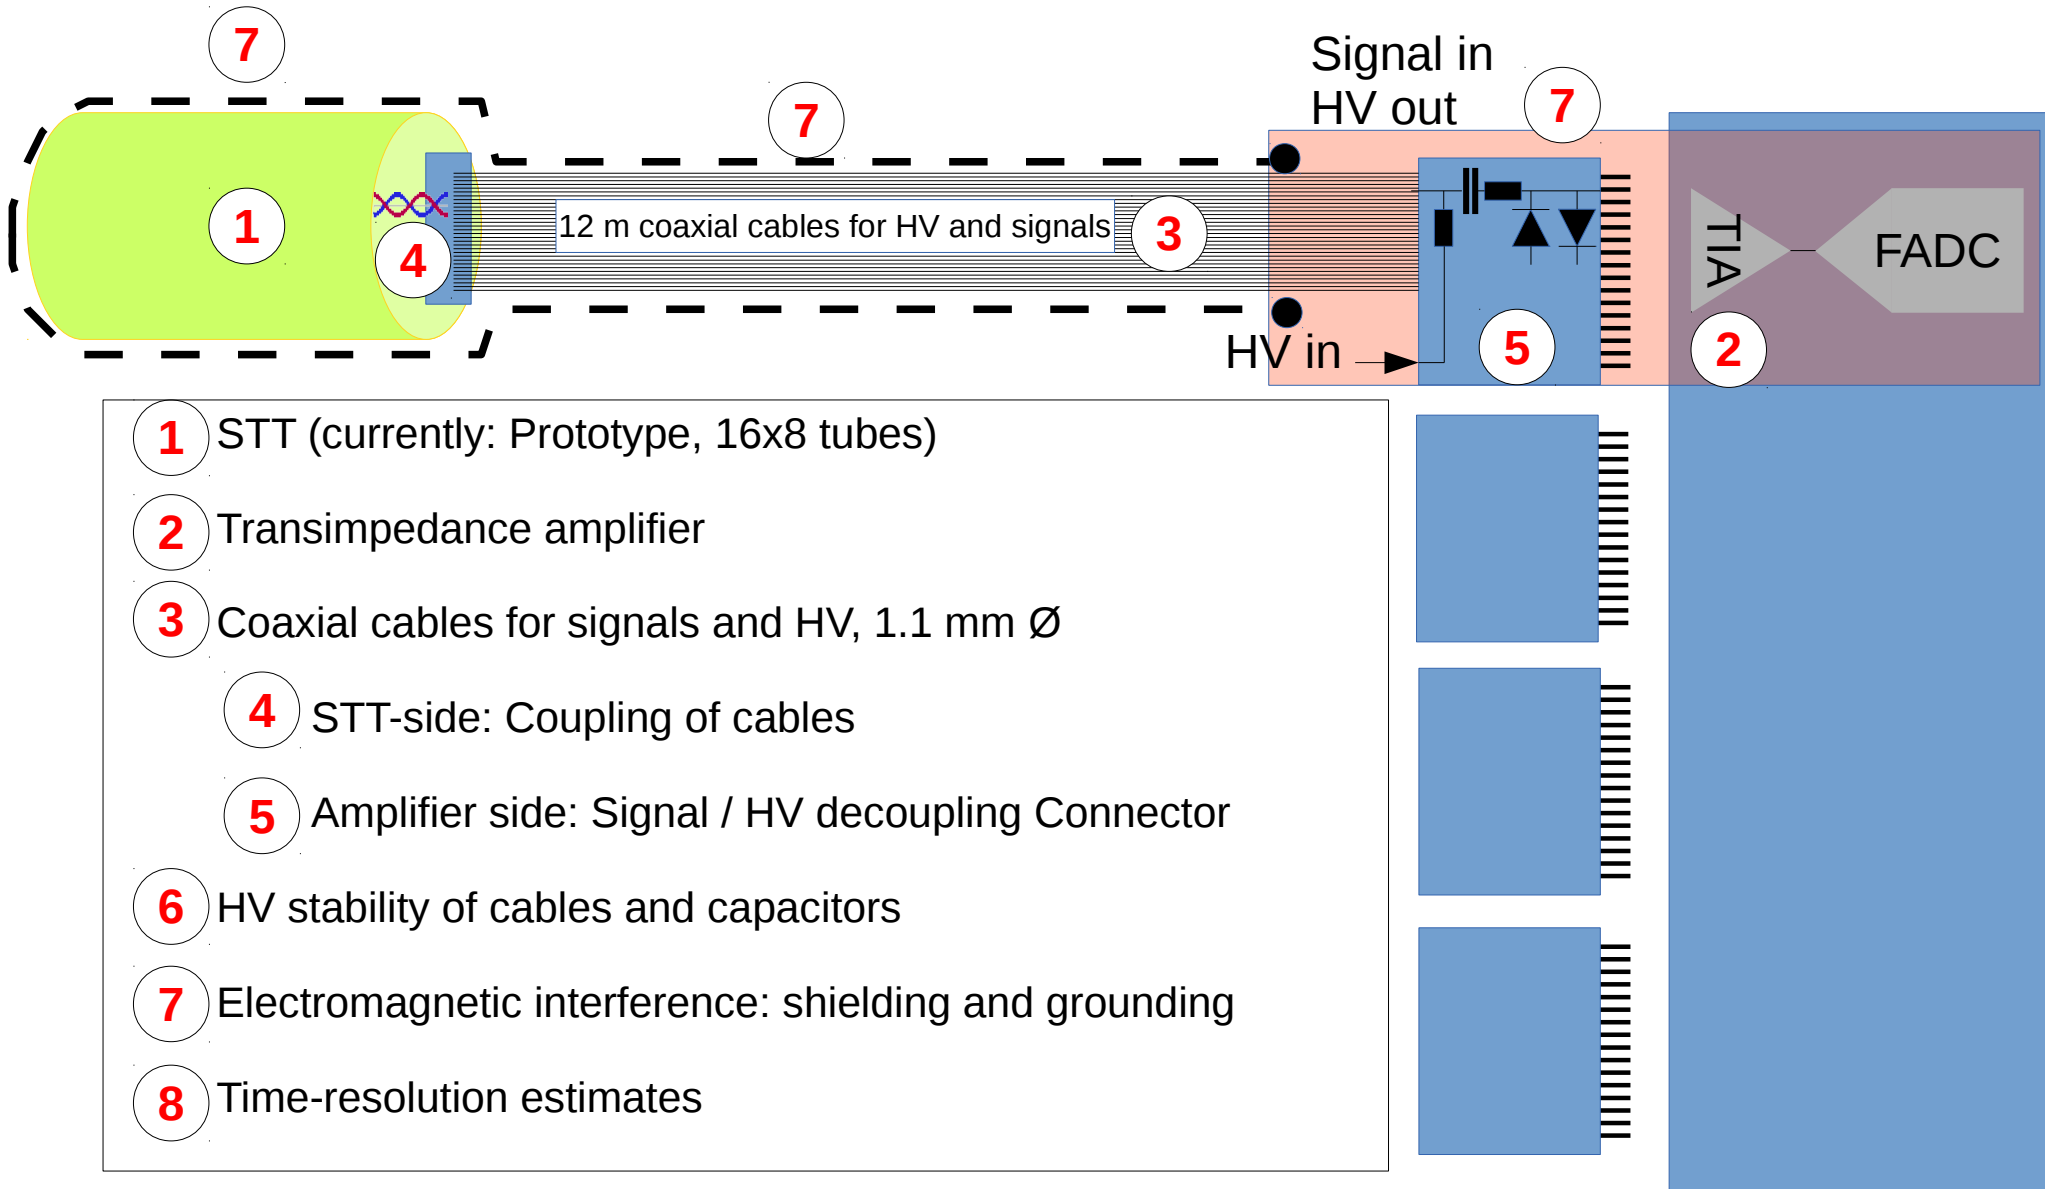 7
7
Signal in
HV out
7
1
4
12 m coaxial cables for HV and signals
3
TIA
FADC
HV in
5
2
1 STT (currently: Prototype, 16x8 tubes)
2 Transimpedance amplifier
3 Coaxial cables for signals and HV, 1.1 mm Ø
4 STT-side: Coupling of cables
5 Amplifier side: Signal / HV decoupling Connector
6 HV stability of cables and capacitors
7 Electromagnetic interference: shielding and grounding
8 Time-resolution estimates